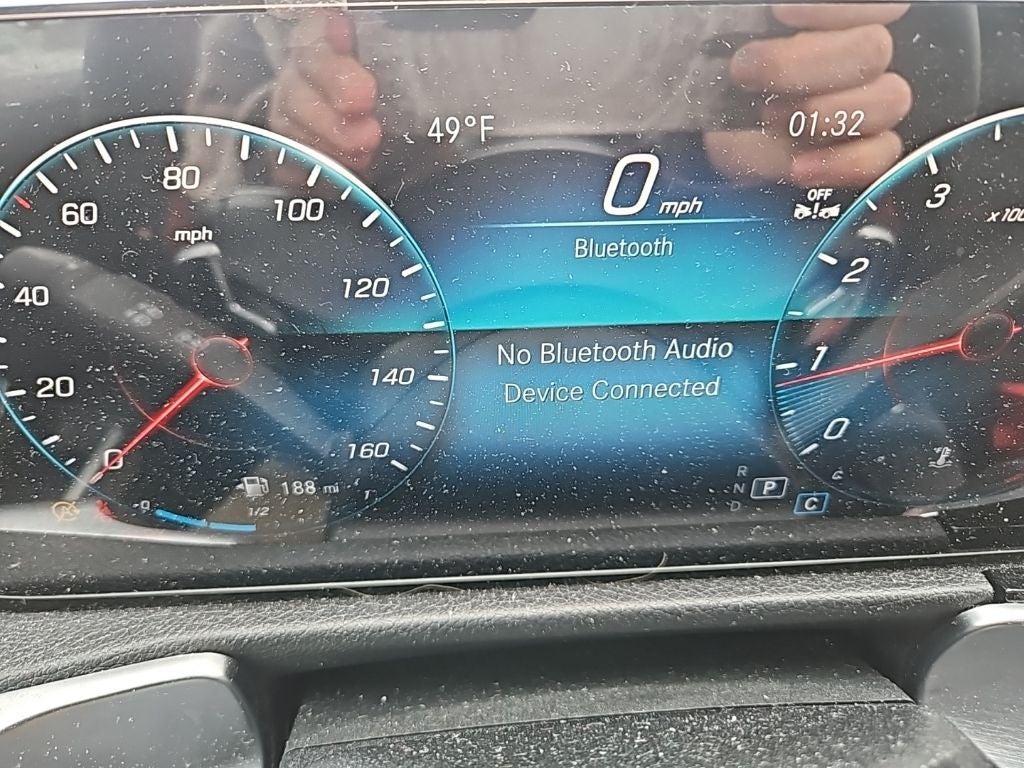 49°F
01:32
0 mph
OFF
Bluetooth
No Bluetooth Audio
Device Connected
0
20
40
60
80
100
120
140
160
mph
188 mi
0
1/2
0
1
2
3
R
N
P
D
C
C